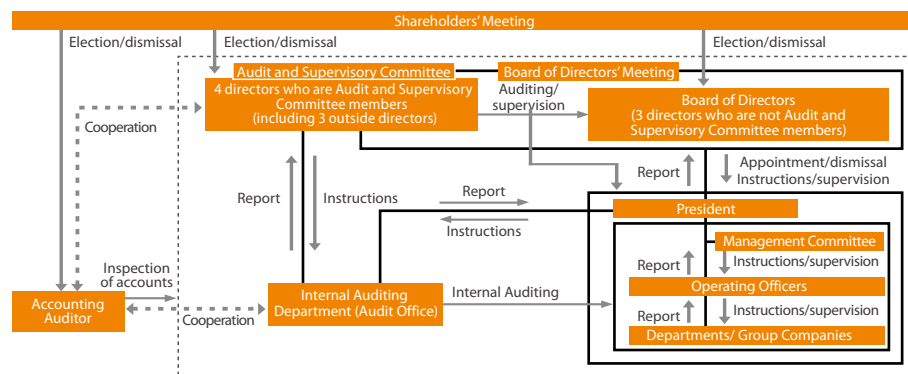 Shareholders’ Meeting
Election/dismissal
Election/dismissal
Election/dismissal
Audit and Supervisory Committee
Board of Directors’ Meeting
4 directors who are Audit and Supervisory
Committee members
(including 3 outside directors)
Auditing/
supervision
Board of Directors
(3 directors who are not Audit and
Supervisory Committee members)
Cooperation
Report
Instructions
Report
Instructions
Report
Appointment/dismissal
Instructions/supervision
President
Management Committee
Report
Instructions/supervision
Inspection
of accounts
Accounting
Auditor
Cooperation
Internal Auditing
Department (Audit Office)
Internal Auditing
Operating Officers
Report
Instructions/supervision
Departments/ Group Companies